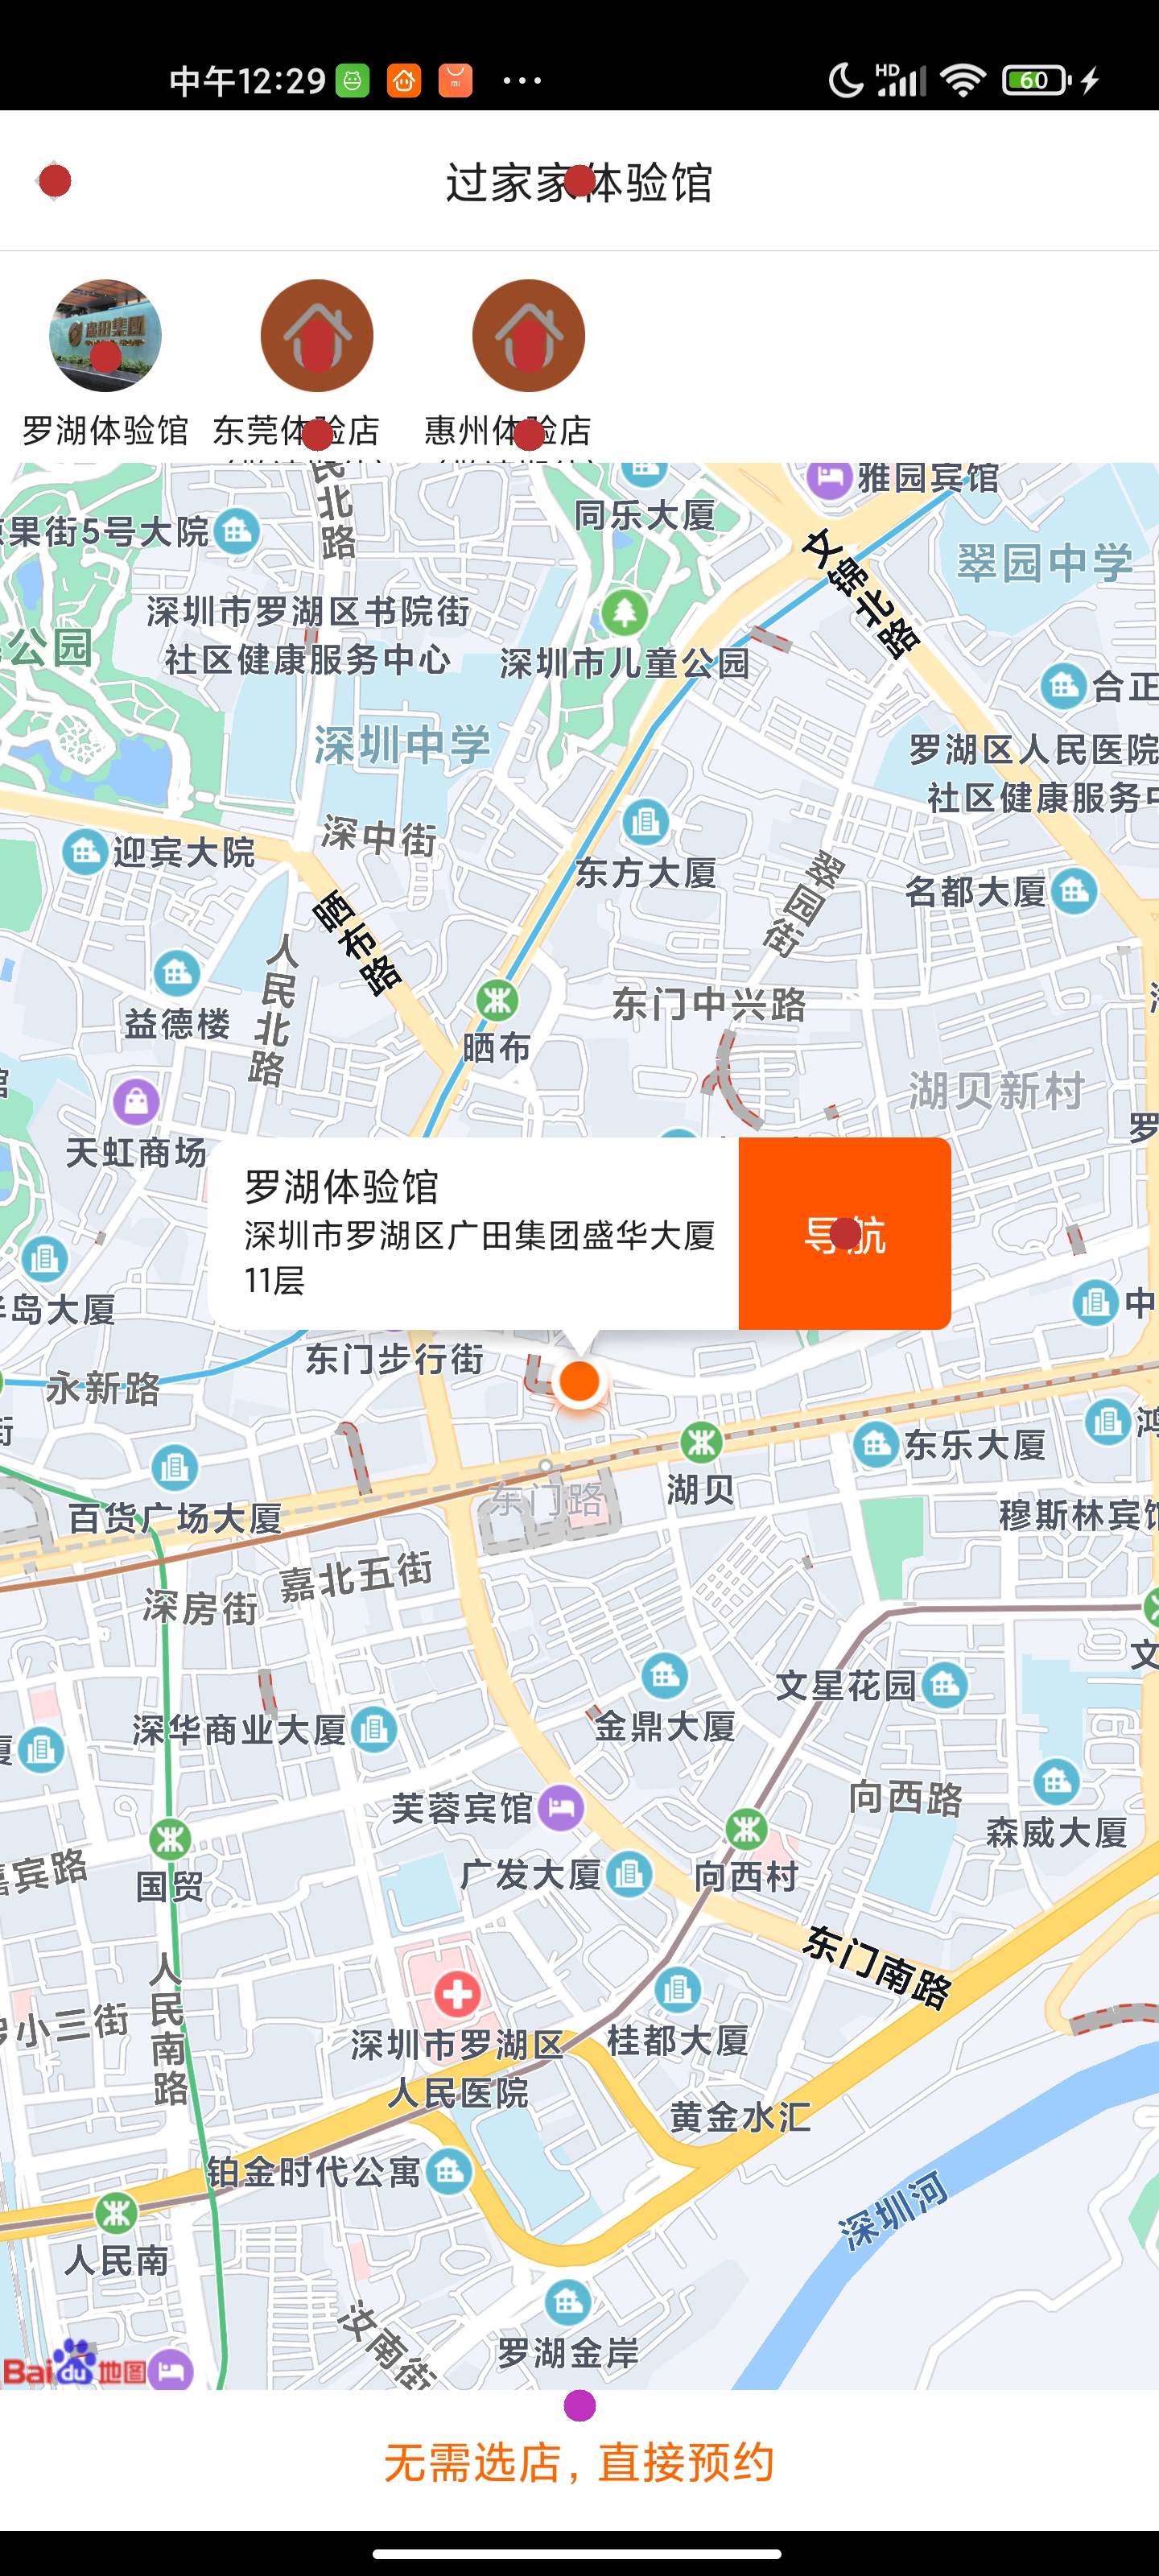 中午12:29
HD
60
过家家体验馆
罗湖体验馆
东莞体验店
惠州体验店
民北路
同乐大厦
雅园宾馆
果街5号大院
文锦北路
翠园中学
深圳市罗湖区书院街
社区健康服务中心
公园
深圳市儿童公园
合正
深圳中学
罗湖区人民医院
社区健康服务中
深中街
迎宾大院
东方大厦
翠园街
名都大厦
晒布路
人民北路
益德楼
晒布
东门中兴路
湖贝新村
天虹商场
罗
罗湖体验馆
深圳市罗湖区广田集团盛华大厦
11层
导航
半岛大厦
中
东门步行街
永新路
街
东乐大厦
鸿
百货广场大厦
东门路
湖贝
穆斯林宾馆
嘉北五街
深房街
文
文星花园
深华商业大厦
金鼎大厦
厦
芙蓉宾馆
向西路
森威大厦
嘉宾路
国贸
广发大厦
向西村
东门南路
人民南路
罗小三街
深圳市罗湖区
人民医院
桂都大厦
黄金水汇
铂金时代公寓
深圳河
人民南
汝南街
罗湖金岸
Bai du 地图
无需选店，直接预约